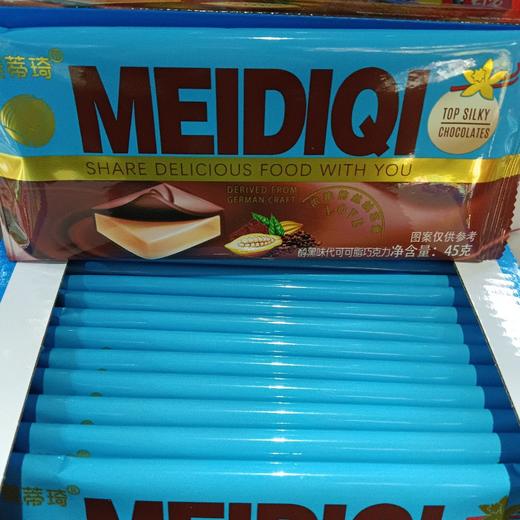 蒂琦®
MEIDIQI
TOP SILKY
CHOCOLATES
SHARE DELICIOUS FOOD WITH YOU
DERIVED FROM
GERMAN CRAFT
LOVE
图案仅供参考
醇黑味代可可脂巧克力 净含量：45克
蒂琦®
MEIDIQI